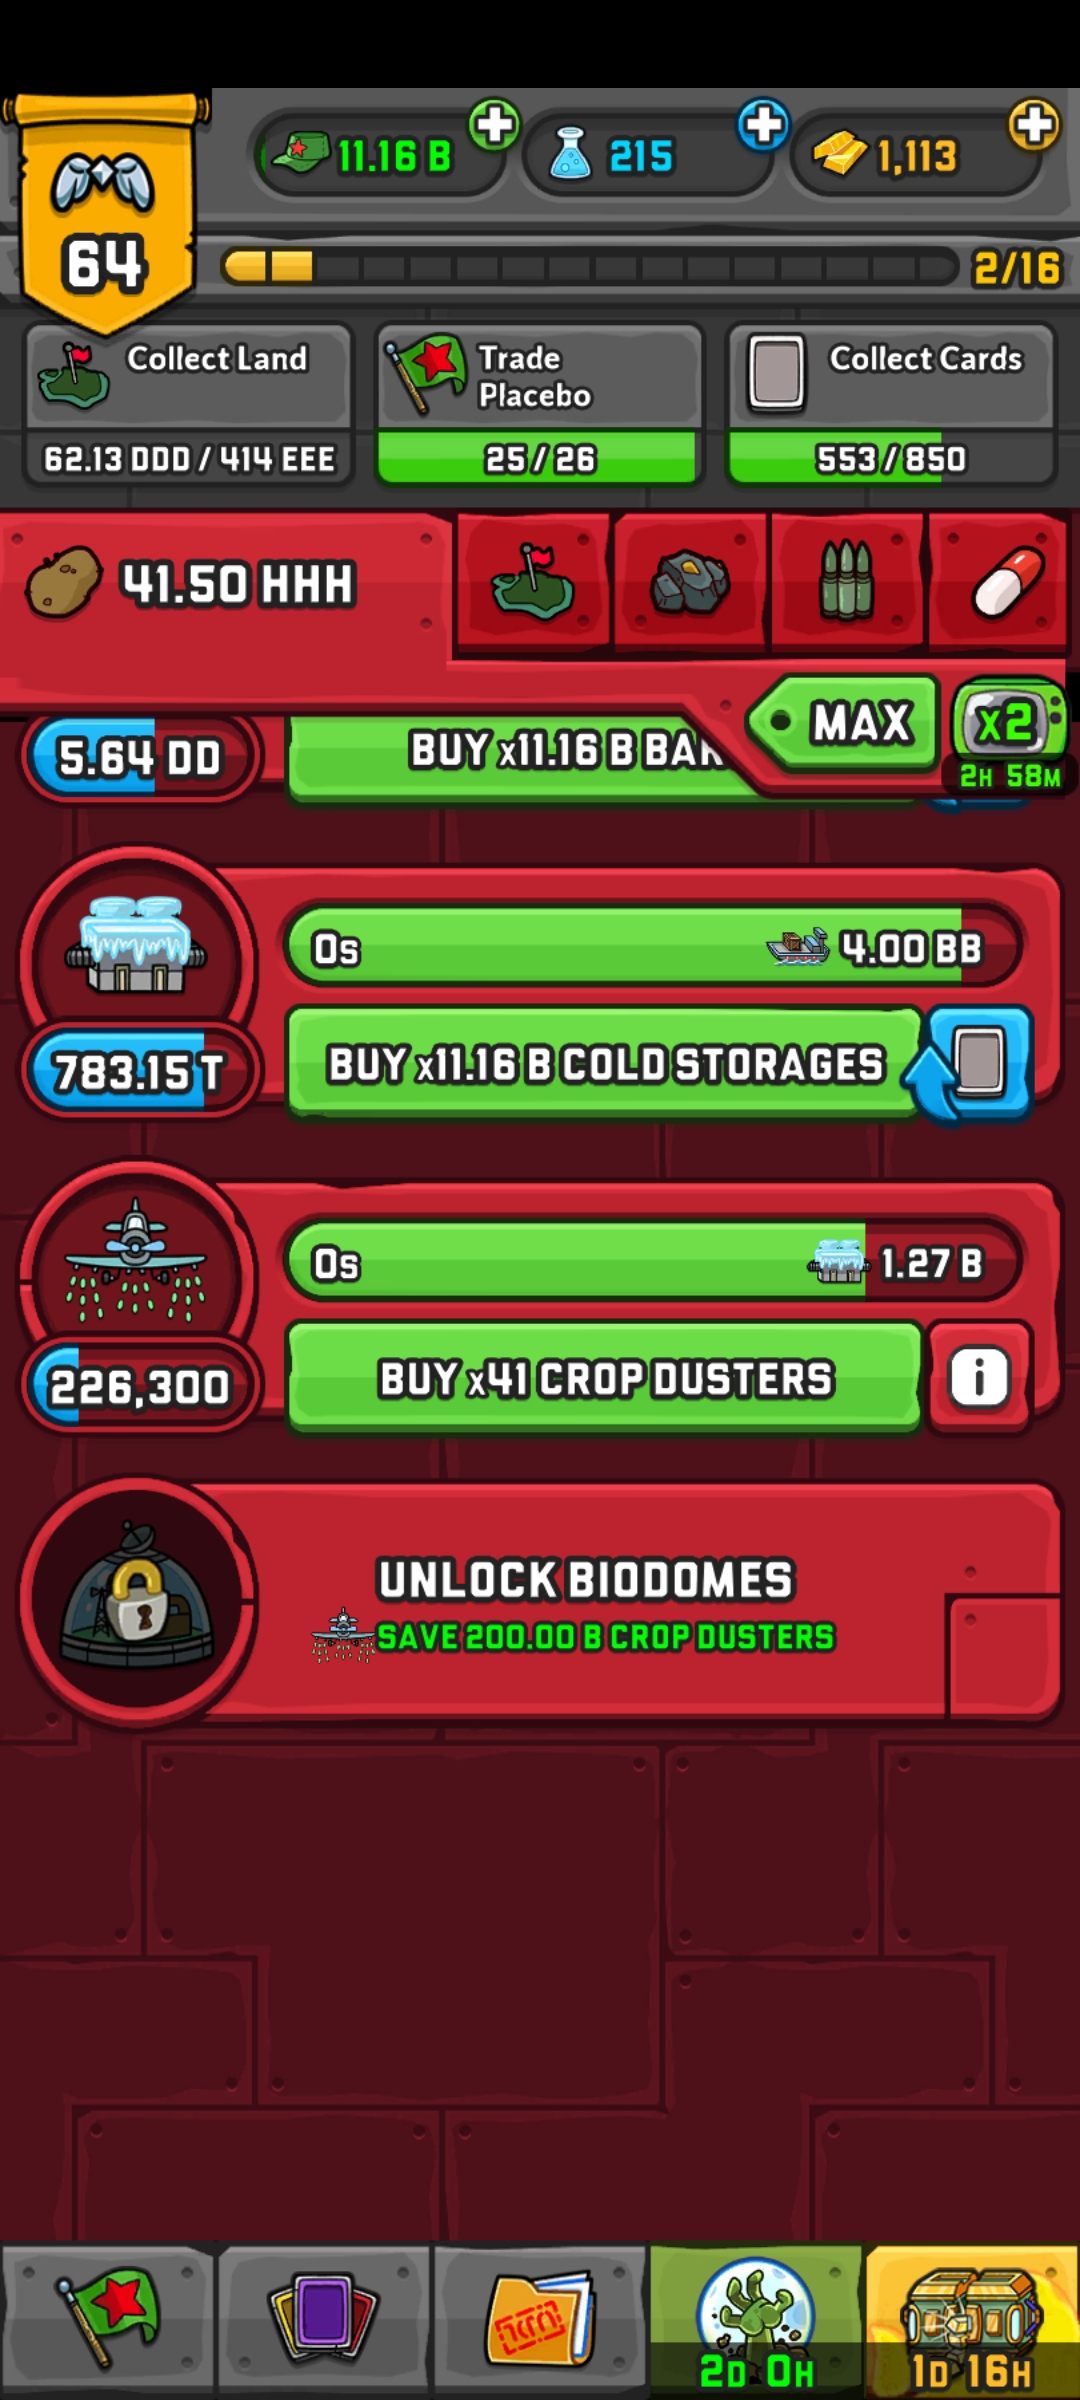 11.16 B
215
1,113
64
2/16
Collect Land
62.13 DDD / 414 EEE
Trade
Placebo
25 / 26
Collect Cards
553 / 850
41.50 HHH
MAX
x2
2H 58M
5.64 DD
BUY x11.16 B BAR
0s
4.00 BB
783.15 T
BUY x11.16 B COLD STORAGES
0s
1.27 B
226,300
BUY x41 CROP DUSTERS
i
UNLOCK BIODOMES
SAVE 200.00 B CROP DUSTERS
2D 0H
1D 16H